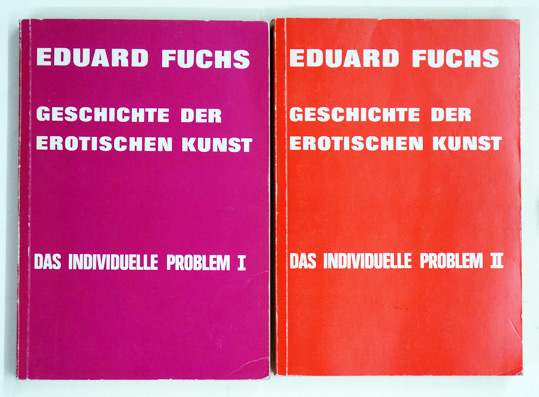 EDUARD FUCHS
GESCHICHTE DER
EROTISCHEN KUNST
DAS INDIVIDUELLE PROBLEM I
EDUARD FUCHS
GESCHICHTE DER
EROTISCHEN KUNST
DAS INDIVIDUELLE PROBLEM II